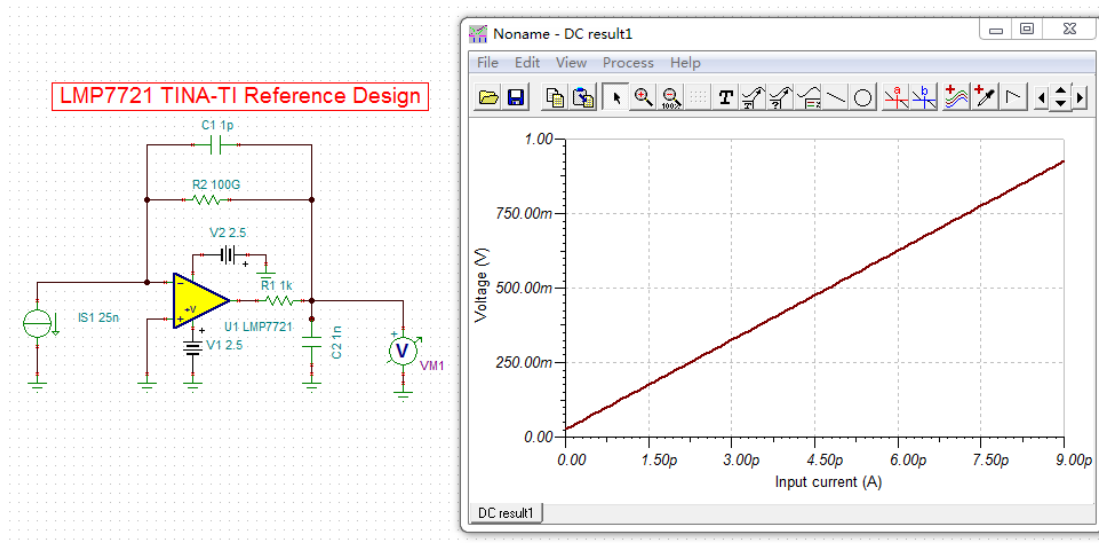 LMP7721 TINA-TI Reference Design
C1 1p
R2 100G
V2 2.5
+
R1 1k
−
+V
+
IS1 25n
U1 LMP7721
+
V1 2.5
C2 1n
+
V
VM1
Noname - DC result1
File Edit View Process Help
T
100%
a
b
1.00
750.00m
500.00m
250.00m
0.00
Voltage (V)
0.00 1.50p 3.00p 4.50p 6.00p 7.50p 9.00p
Input current (A)
DC result1